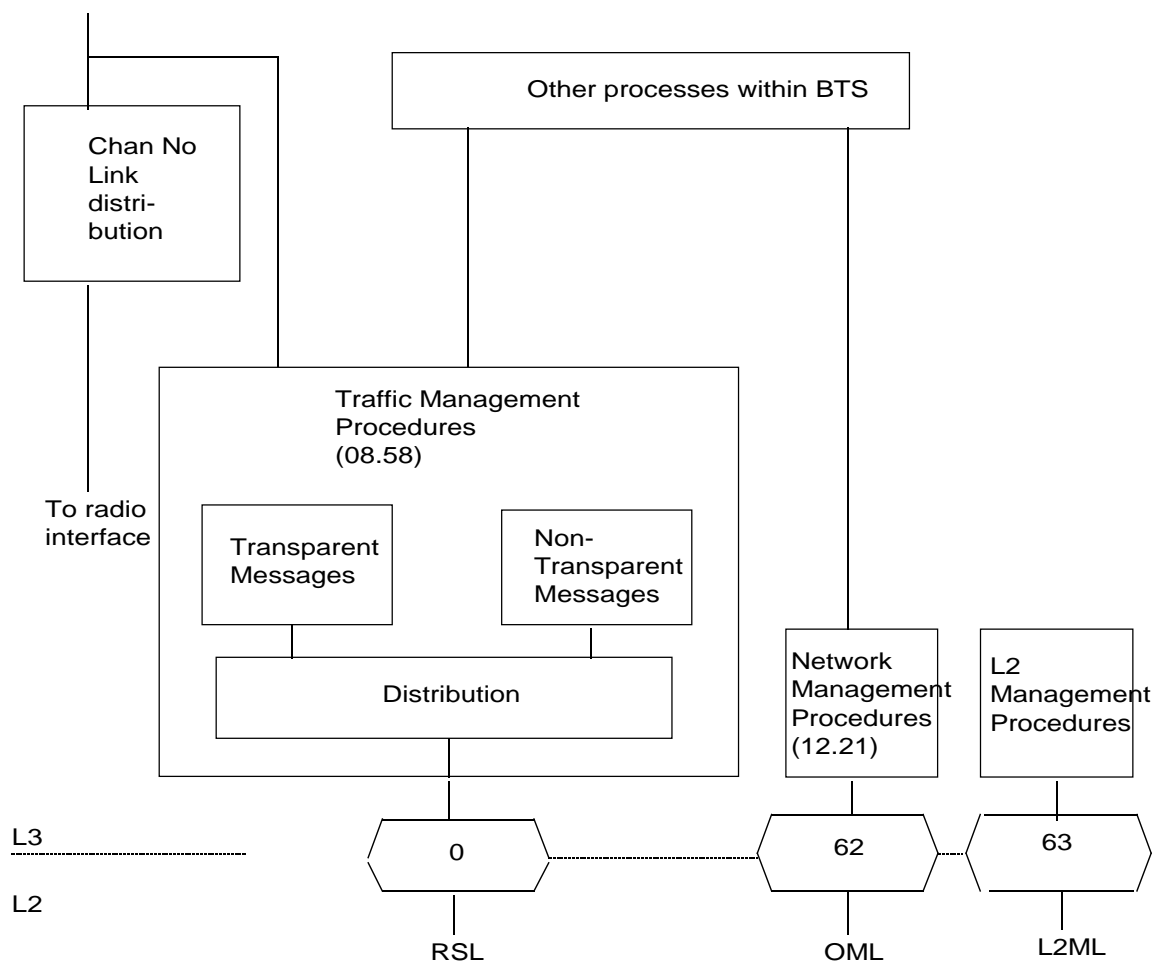 Other processes within BTS
Chan No
Link
distri-
bution
Traffic Management
Procedures
(08.58)
To radio
interface
Transparent
Messages
Non-
Transparent
Messages
Distribution
Network
Management
Procedures
(12.21)
L2
Management
Procedures
L3
0
62
63
L2
RSL
OML
L2ML